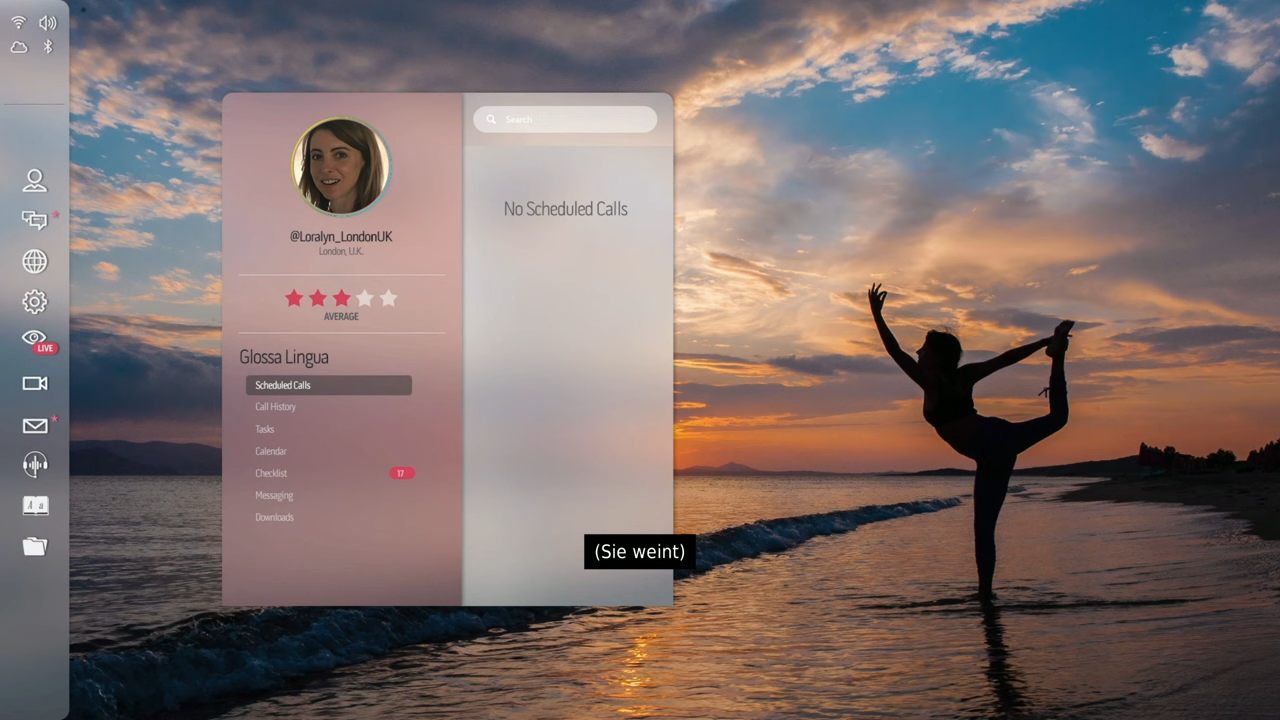 LIVE
@Loralyn_LondonUK
London, U.K.
AVERAGE
Glossa Lingua
Scheduled Calls
Call History
Tasks
Calendar
Checklist 17
Messaging
Downloads
Search
No Scheduled Calls
(Sie weint)